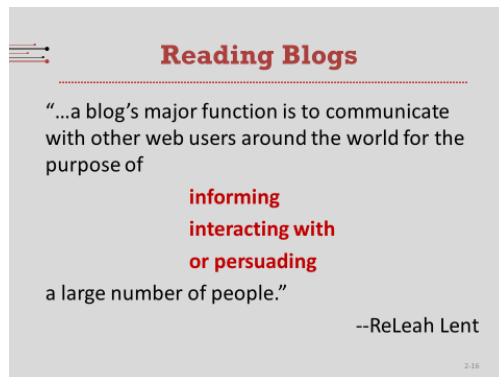 Reading Blogs
“…a blog’s major function is to communicate
with other web users around the world for the
purpose of
informing
interacting with
or persuading
a large number of people.”
--ReLeah Lent
2-16